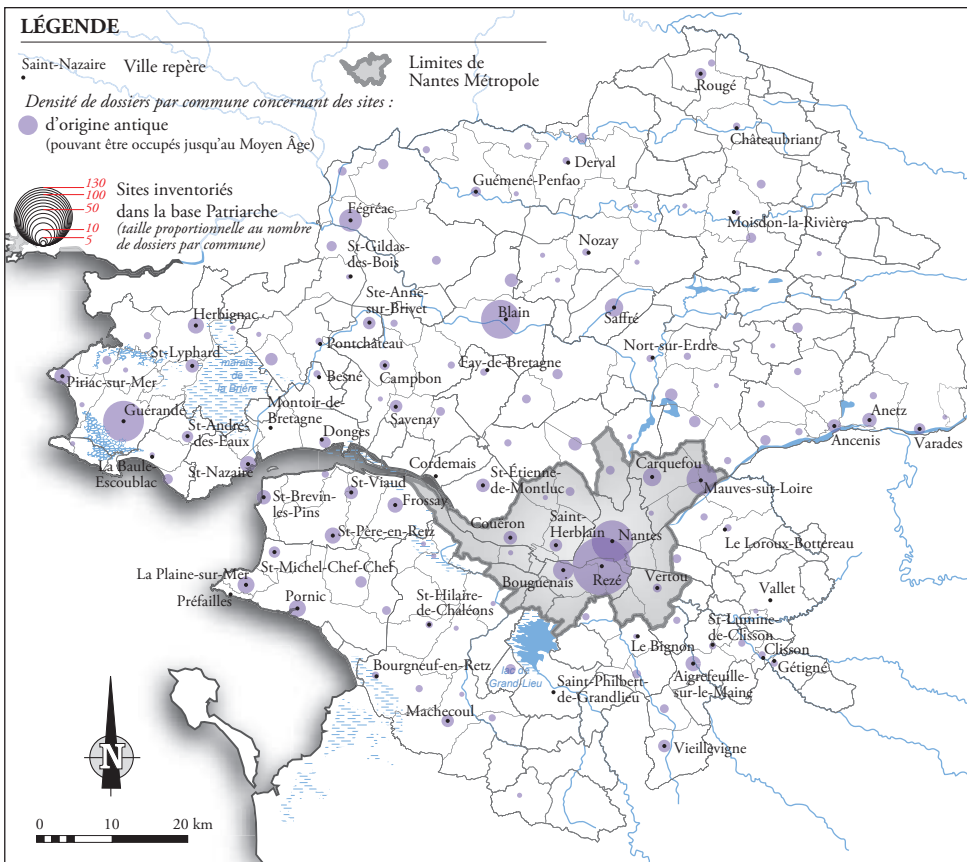 LÉGENDE
Saint-Nazaire
Ville repère
Limites de
Nantes Métropole
Densité de dossiers par commune concernant des sites :
d'origine antique
(pouvant être occupés jusqu'au Moyen Âge)
130
100
50
10
5
Sites inventoriés
dans la base Patriarche
(taille proportionnelle au nombre
de dossiers par commune)
Rougé
Châteaubriant
Derval
Guémené-Penfao
Fégréac
Moisdon-la-Rivière
St-Gildas-
des-Bois
Nozay
Ste-Anne-
sur-Brivet
Herbignac
Blain
Saffré
Pontchâteau
St-Lyphard
marais
de
la Brière
Nort-sur-Erdre
Fay-de-Bretagne
Piriac-sur-Mer
Besné
Campbon
Guérande
Montoir-de-
Bretagne
Savenay
Anetz
St-André-
des-Eaux
Donges
Ancenis
Varades
La Baule-
Escoublac
St-Nazaire
Cordemais
St-Étienne-
de-Montluc
Carquefou
Mauves-sur-Loire
St-Viaud
St-Brevin-
les-Pins
Frossay
Saint-
Herblain
Couëron
Nantes
St-Père-en-Retz
Le Loroux-Bottereau
St-Michel-Chef-Chef
La Plaine-sur-Mer
Bouguenais
Rezé
Vertou
Préfailles
Pornic
St-Hilaire-
de-Chaléons
Vallet
St-Lumine-
de-Clisson
Le Bignon
Clisson
Gétigné
Bourgneuf-en-Retz
lac de
Grand-Lieu
Saint-Philbert-
de-Grandlieu
Aigrefeuille-
sur-le-Maine
Machecoul
Vieillevigne
N
0 10 20 km